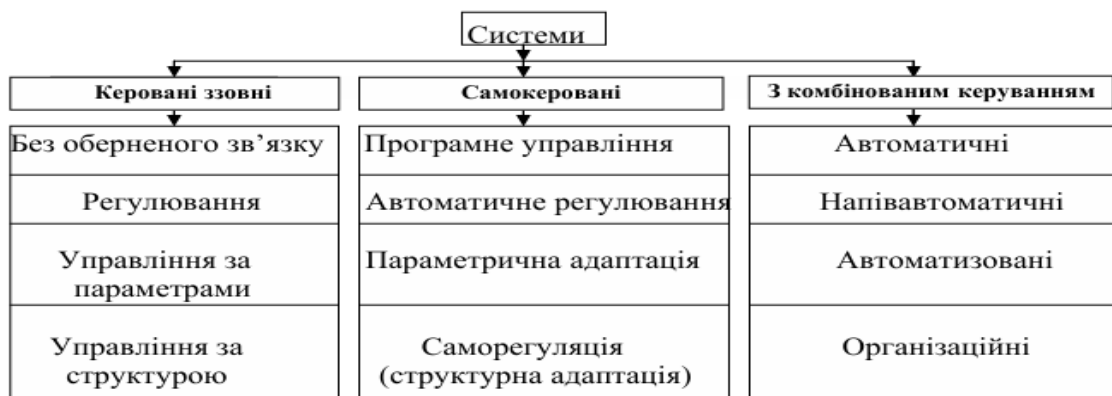 Системи
Керовані ззовні
Самокеровані
З комбінованим керуванням
Без оберненого зв’язку
Програмне управління
Автоматичні
Регулювання
Автоматичне регулювання
Напівавтоматичні
Управління за
параметрами
Параметрична адаптація
Автоматизовані
Управління за
структурою
Саморегуляція
(структурна адаптація)
Організаційні